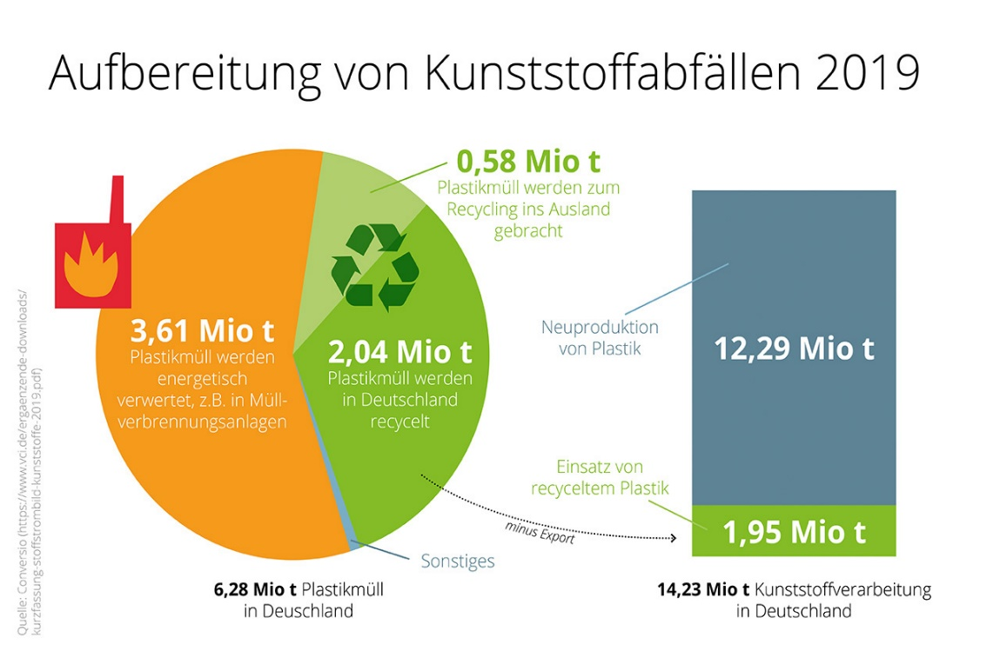 Aufbereitung von Kunststoffabfällen 2019
0,58 Mio t
Plastikmüll werden zum
Recycling ins Ausland
gebracht
3,61 Mio t
Plastikmüll werden
energetisch
verwertet, z.B. in Müll-
verbrennungsanlagen
2,04 Mio t
Plastikmüll werden
in Deutschland
recycelt
Sonstiges
6,28 Mio t Plastikmüll
in Deuschland
Neuproduktion
von Plastik
12,29 Mio t
Einsatz von
recyceltem Plastik
minus Export
1,95 Mio t
14,23 Mio t Kunststoffverarbeitung
in Deutschland
Quelle: Conversio (https://www.vci.de/ergaenzende-downloads/
kurzfassung-stoffstrombild-kunststoffe-2019.pdf)